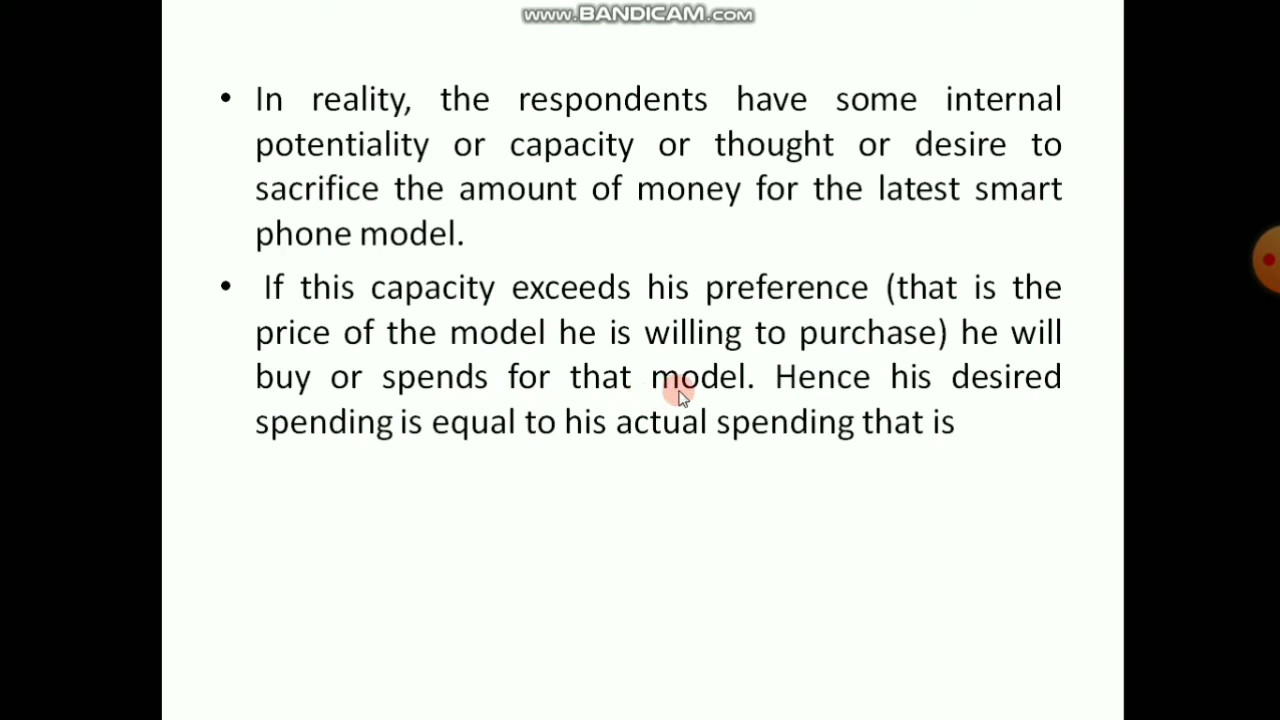 www.BANDICAM.com
• In reality, the respondents have some internal
potentiality or capacity or thought or desire to
sacrifice the amount of money for the latest smart
phone model.
• If this capacity exceeds his preference (that is the
price of the model he is willing to purchase) he will
buy or spends for that model. Hence his desired
spending is equal to his actual spending that is